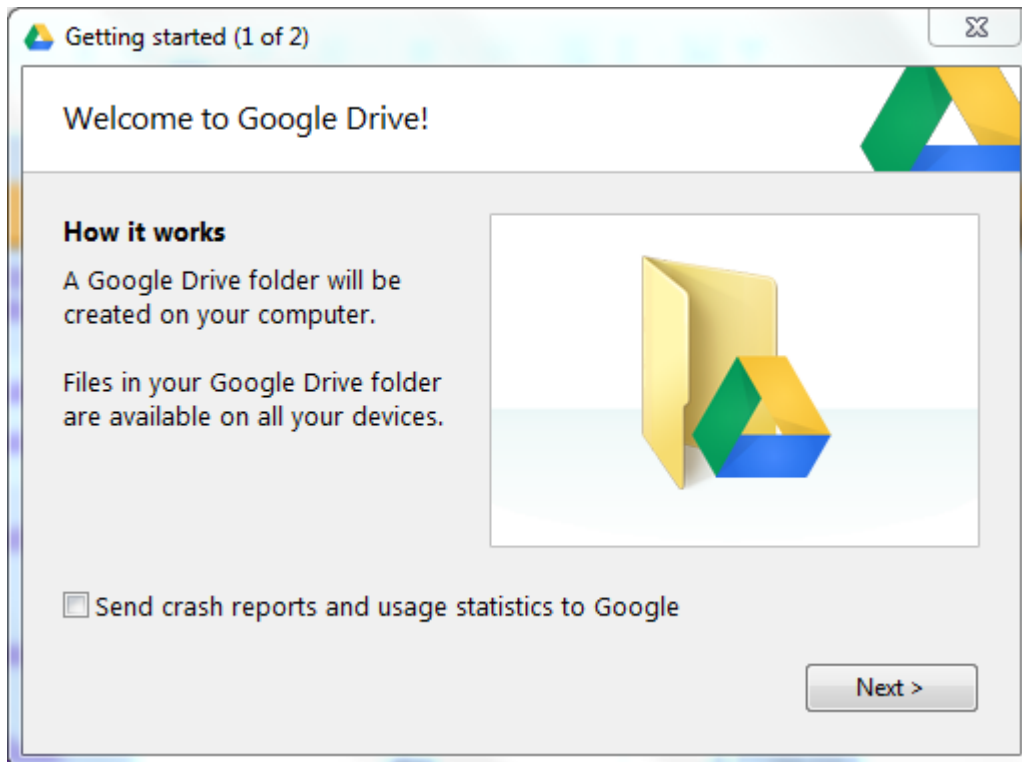 Getting started (1 of 2)
Welcome to Google Drive!
How it works
A Google Drive folder will be
created on your computer.
Files in your Google Drive folder
are available on all your devices.
Send crash reports and usage statistics to Google
Next >